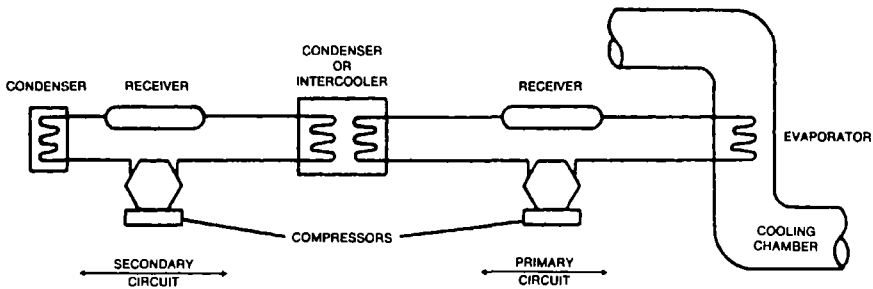 CONDENSER
RECEIVER
CONDENSER
OR
INTERCOOLER
RECEIVER
EVAPORATOR
COMPRESSORS
COOLING
CHAMBER
SECONDARY
CIRCUIT
PRIMARY
CIRCUIT